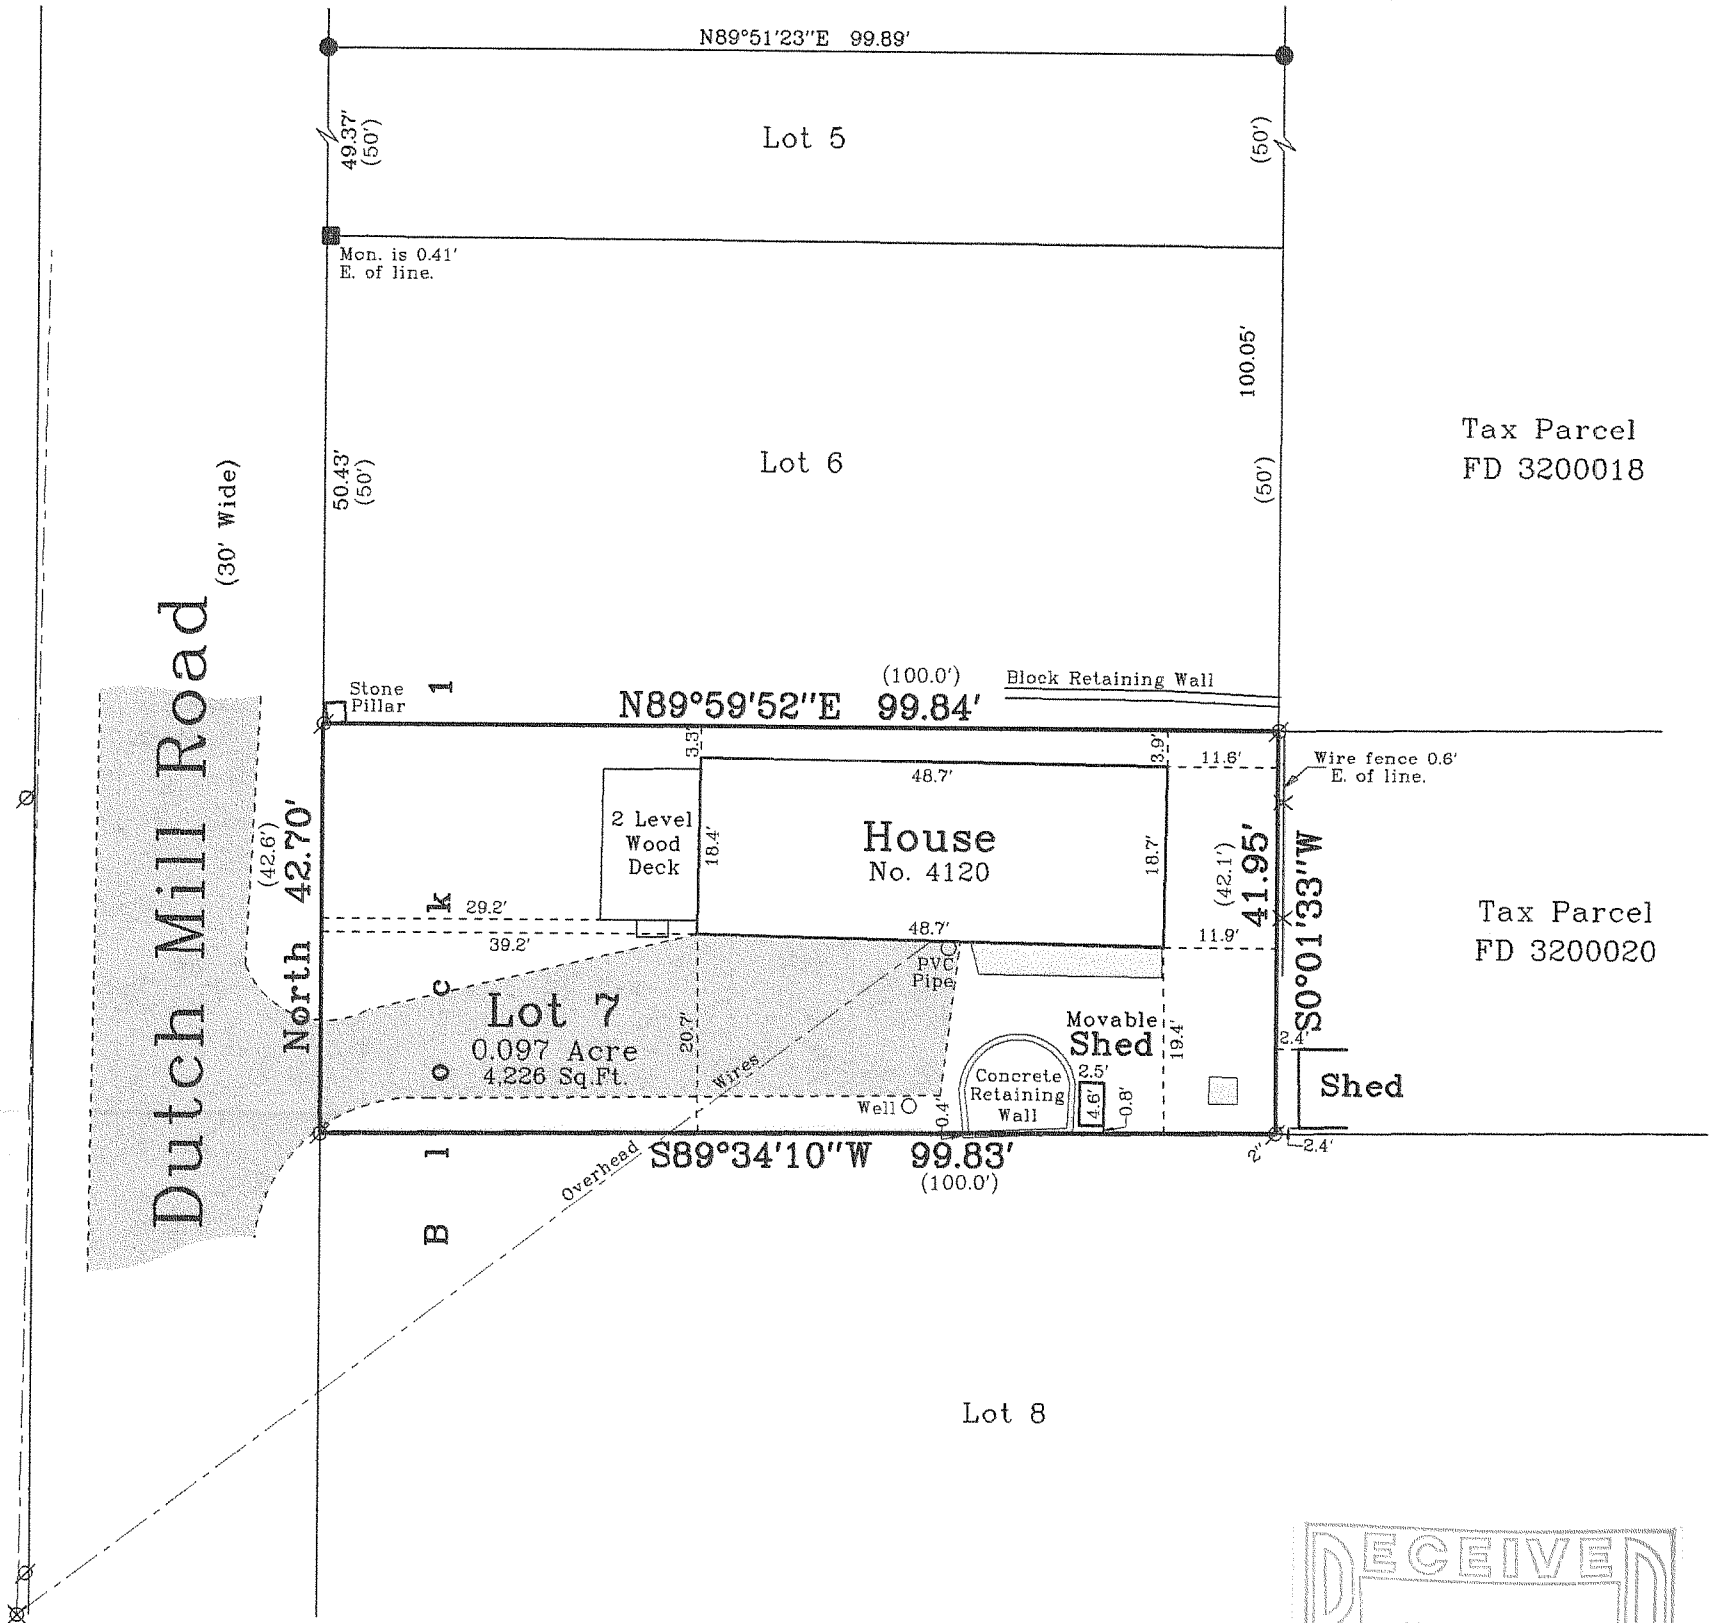 N89°51'23"E 99.89'
49.37'
(50')
Lot 5
(50')
Mon. is 0.41'
E. of line.
100.05'
50.43'
(50')
Lot 6
(50')
Tax Parcel
FD 3200018
Dutch Mill Road
(30' Wide)
Stone
Pillar
Block 1
(100.0')
N89°59'52"E 99.84'
Block Retaining Wall
3.3'
3.9'
11.6'
Wire fence 0.6'
E. of line.
48.7'
2 Level
Wood
Deck
18.4'
House
No. 4120
18.7'
(42.6')
North 42.70'
(42.1')
41.95'
S0°01'33"W
29.2'
39.2'
48.7'
11.9'
PVC
Pipe
Tax Parcel
FD 3200020
Lot 7
0.097 Acre
4,226 Sq.Ft.
20.7'
Overhead Wires
Movable
Shed
19.4'
2.5'
4.6'
0.8'
Concrete
Retaining
Wall
Well
0.4'
2.4'
Shed
2.4'
2"
S89°34'10"W 99.83'
(100.0')
Lot 8
RECEIVED